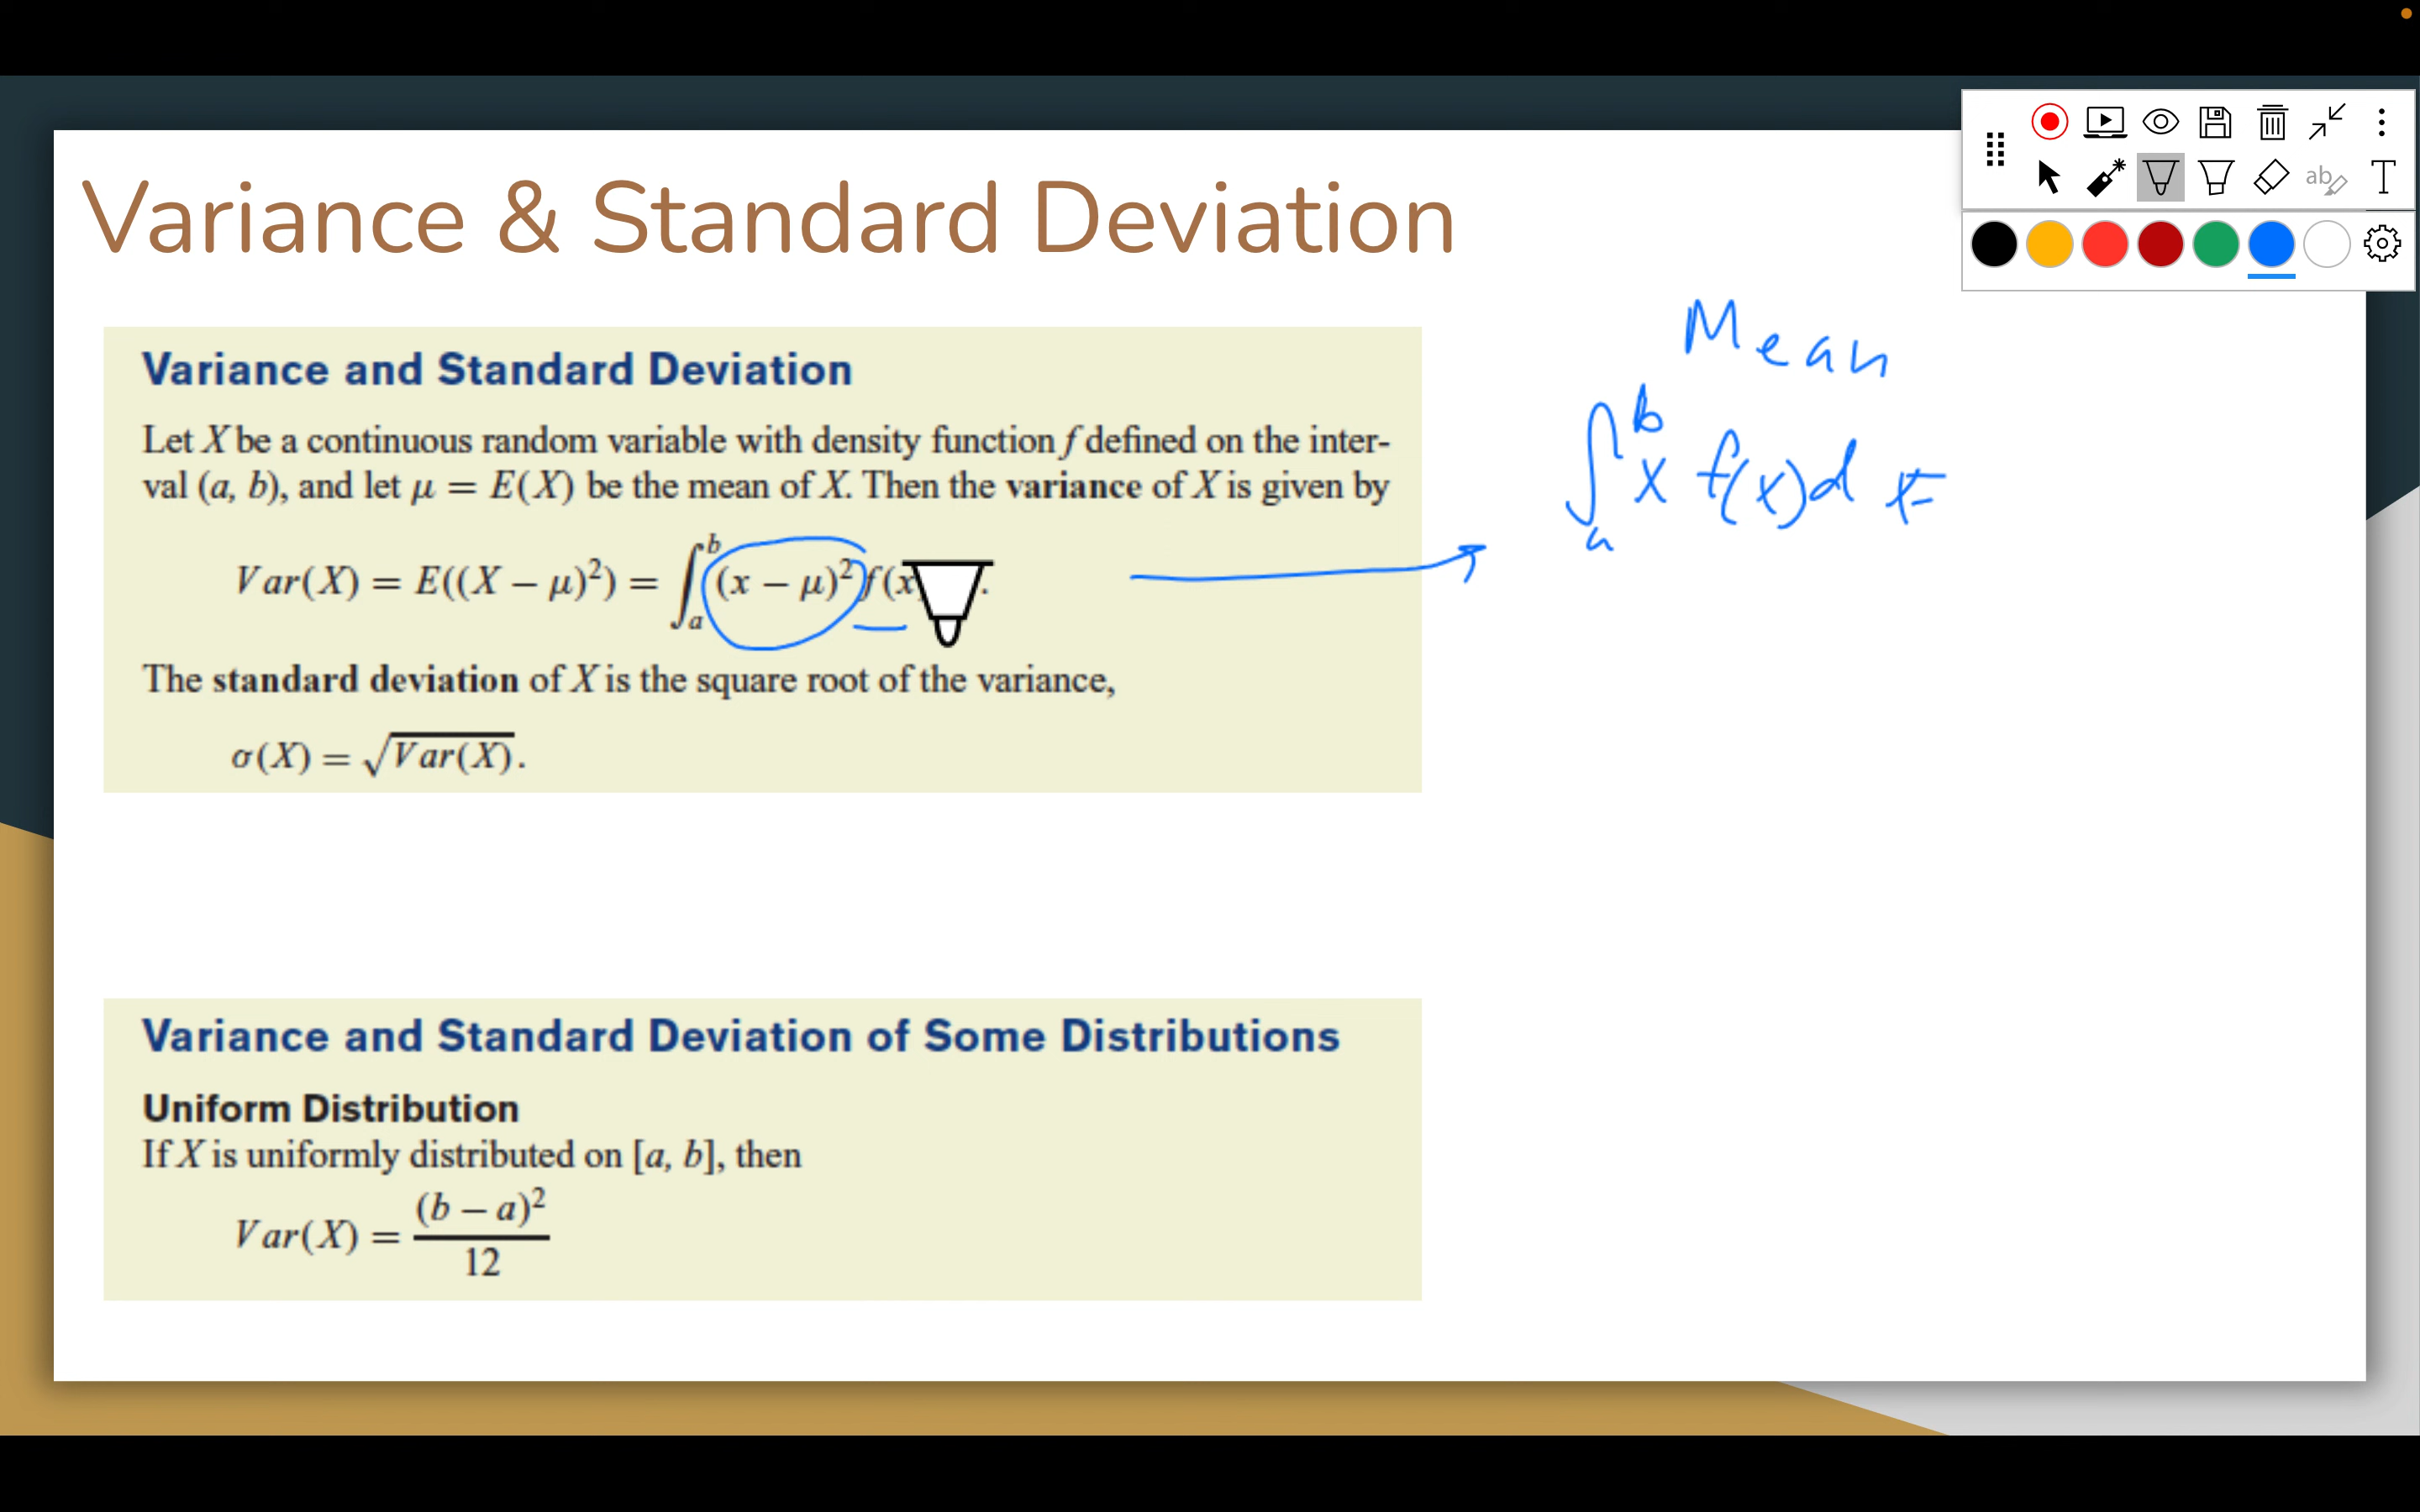 Variance & Standard Deviation
Variance and Standard Deviation
Let X be a continuous random variable with density function f defined on the inter-
val (a, b), and let μ = E(X) be the mean of X. Then the variance of X is given by
Var(X) = E((X − μ)²) = ∫ₐᵇ (x − μ)² f(x .
The standard deviation of X is the square root of the variance,
σ(X) = √Var(X).
Mean
∫ₐᵇ x f(x)dx =
Variance and Standard Deviation of Some Distributions
Uniform Distribution
If X is uniformly distributed on [a, b], then
Var(X) = (b − a)² / 12
ab
T